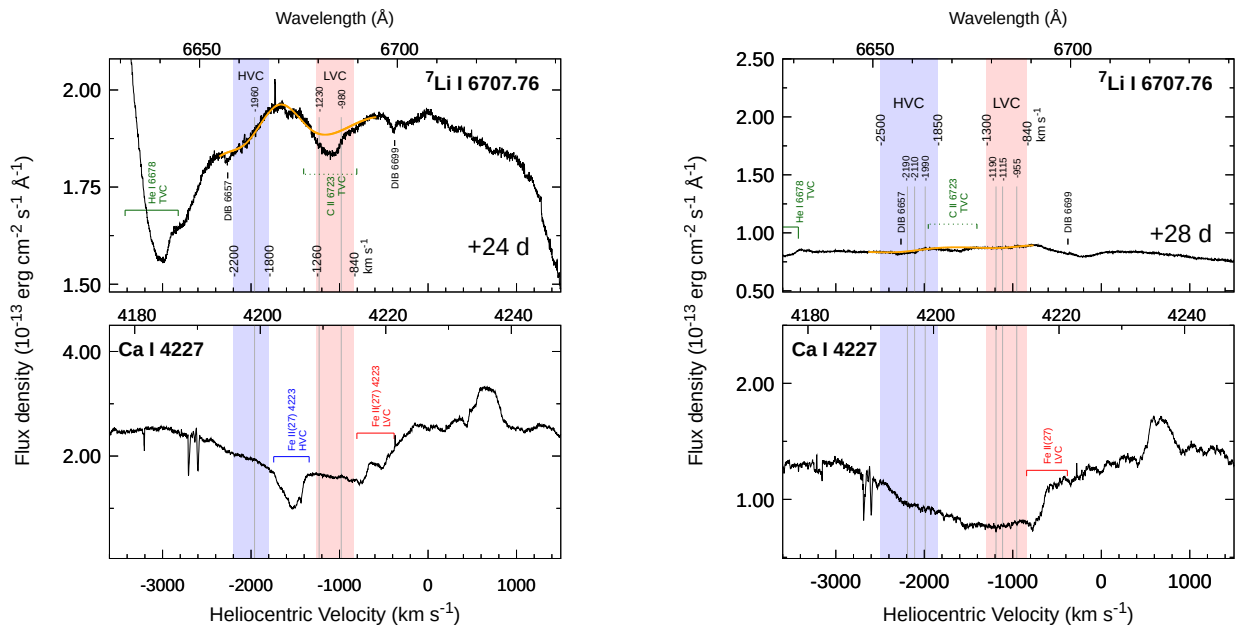 Wavelength (Å)
6650 6700
HVC LVC
⁷Li I 6707.76
-1960 -1230 -980
2.00
1.75
1.50
He I 6678
TVC
DIB 6657
C II 6723
TVC
DIB 6699
+24 d
-2200 -1800 -1260 -840
km s⁻¹
4180 4200 4220 4240
Ca I 4227
4.00
2.00
Fe II(27) 4223
HVC
Fe II(27) 4223
LVC
Flux density (10⁻¹³ erg cm⁻² s⁻¹ Å⁻¹)
-3000 -2000 -1000 0 1000
Heliocentric Velocity (km s⁻¹)
Wavelength (Å)
6650 6700
⁷Li I 6707.76
HVC LVC
-2500 -1850 -1300 -840
km s⁻¹
-2190 -2110 -1990 -1190 -1115 -955
2.50
2.00
1.50
1.00
0.50
He I 6678
TVC
DIB 6657
C II 6723
TVC
DIB 6699
+28 d
4180 4200 4220 4240
Ca I 4227
2.00
1.00
Fe II(27)
LVC
Flux density (10⁻¹³ erg cm⁻² s⁻¹ Å⁻¹)
-3000 -2000 -1000 0 1000
Heliocentric Velocity (km s⁻¹)